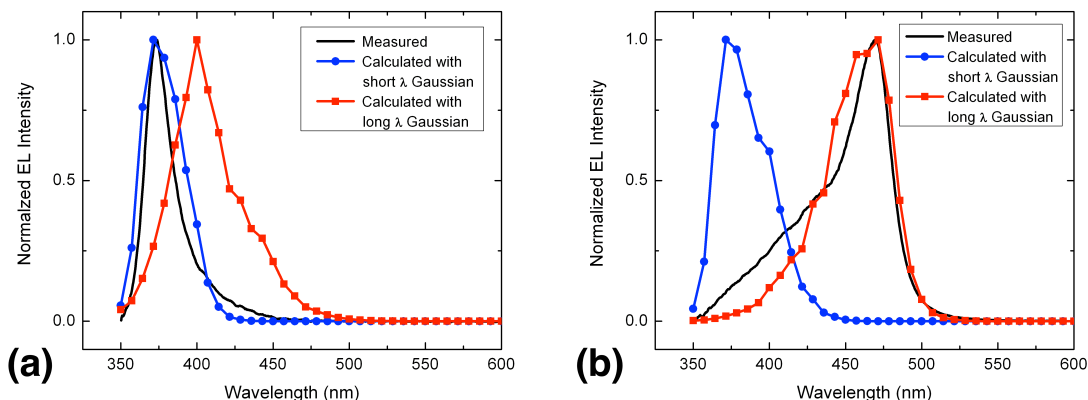 1.0
0.5
0.0
Normalized EL Intensity
350 400 450 500 550 600
Wavelength (nm)
Measured
Calculated with
short λ Gaussian
Calculated with
long λ Gaussian
(a)
1.0
0.5
0.0
Normalized EL Intensity
350 400 450 500 550 600
Wavelength (nm)
Measured
Calculated with
short λ Gaussian
Calculated with
long λ Gaussian
(b)